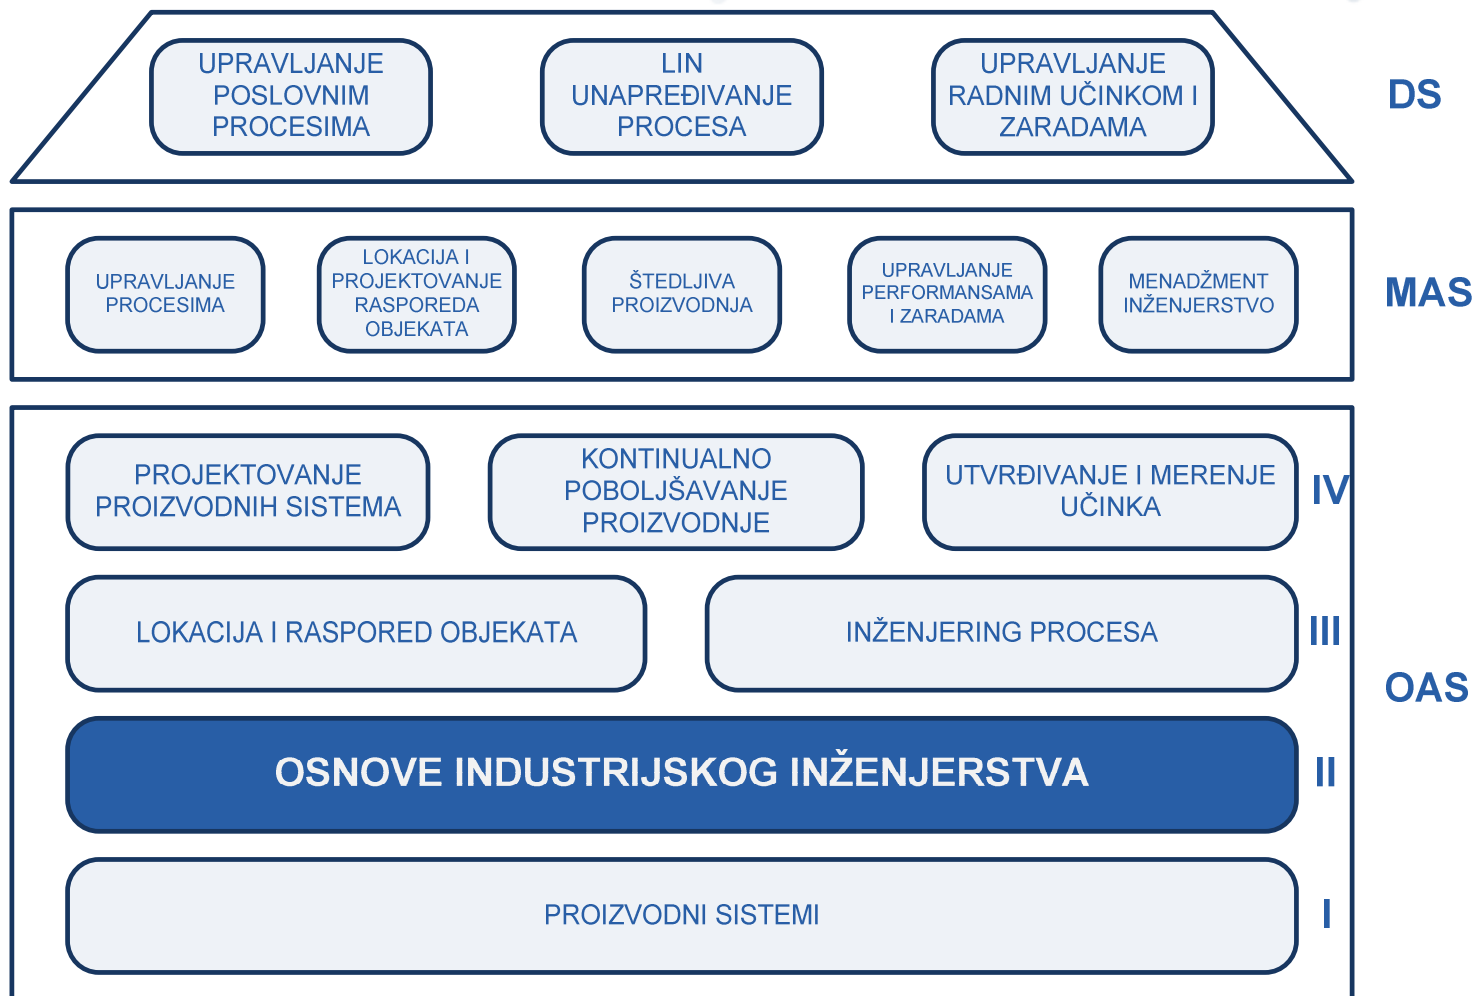 UPRAVLJANJE
POSLOVNIM
PROCESIMA
LIN
UNAPREĐIVANJE
PROCESA
UPRAVLJANJE
RADNIM UČINKOM I
ZARADAMA
DS
UPRAVLJANJE
PROCESIMA
LOKACIJA I
PROJEKTOVANJE
RASPOREDA
OBJEKATA
ŠTEDLJIVA
PROIZVODNJA
UPRAVLJANJE
PERFORMANSAMA
I ZARADAMA
MENADŽMENT
INŽENJERSTVO
MAS
PROJEKTOVANJE
PROIZVODNIH SISTEMA
KONTINUALNO
POBOLJŠAVANJE
PROIZVODNJE
UTVRĐIVANJE I MERENJE
UČINKA
IV
LOKACIJA I RASPORED OBJEKATA
INŽENJERING PROCESA
III
OAS
OSNOVE INDUSTRIJSKOG INŽENJERSTVA
II
PROIZVODNI SISTEMI
I